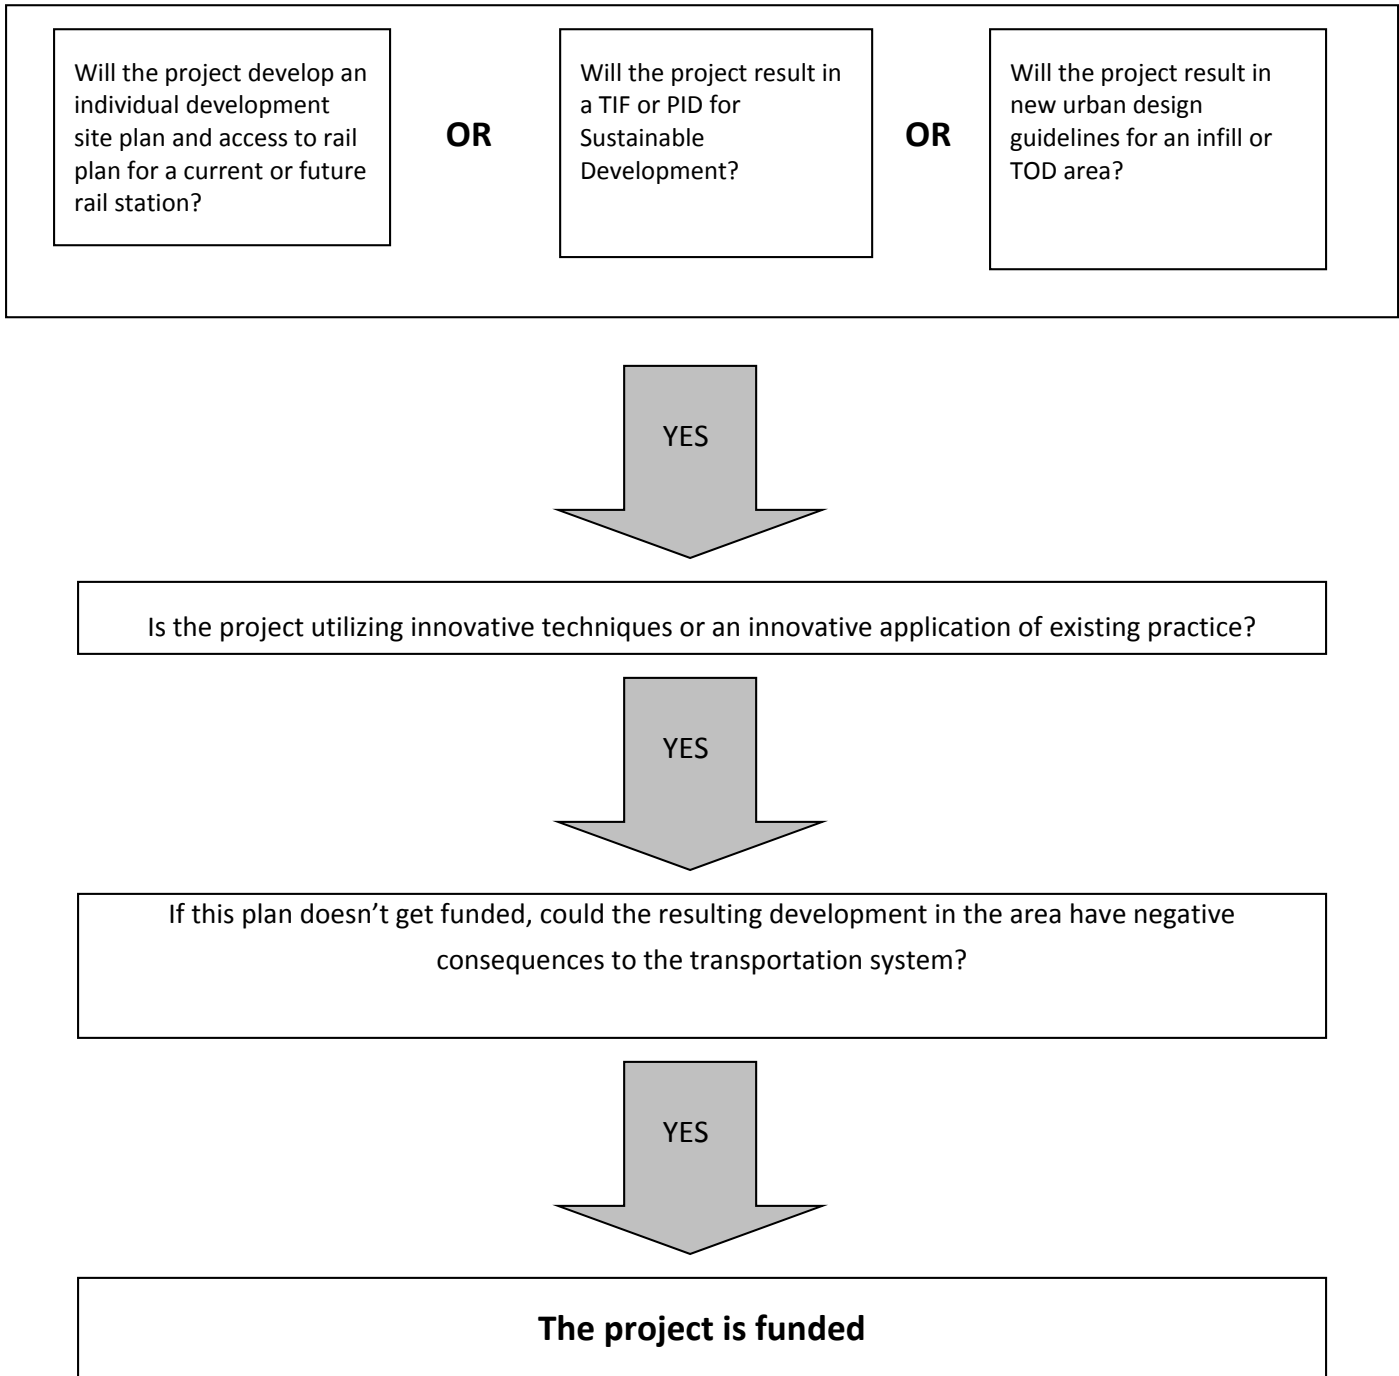 Will the project develop an
individual development
site plan and access to rail
plan for a current or future
rail station?
OR
Will the project result in
a TIF or PID for
Sustainable
Development?
OR
Will the project result in
new urban design
guidelines for an infill or
TOD area?
YES
Is the project utilizing innovative techniques or an innovative application of existing practice?
YES
If this plan doesn’t get funded, could the resulting development in the area have negative
consequences to the transportation system?
YES
The project is funded